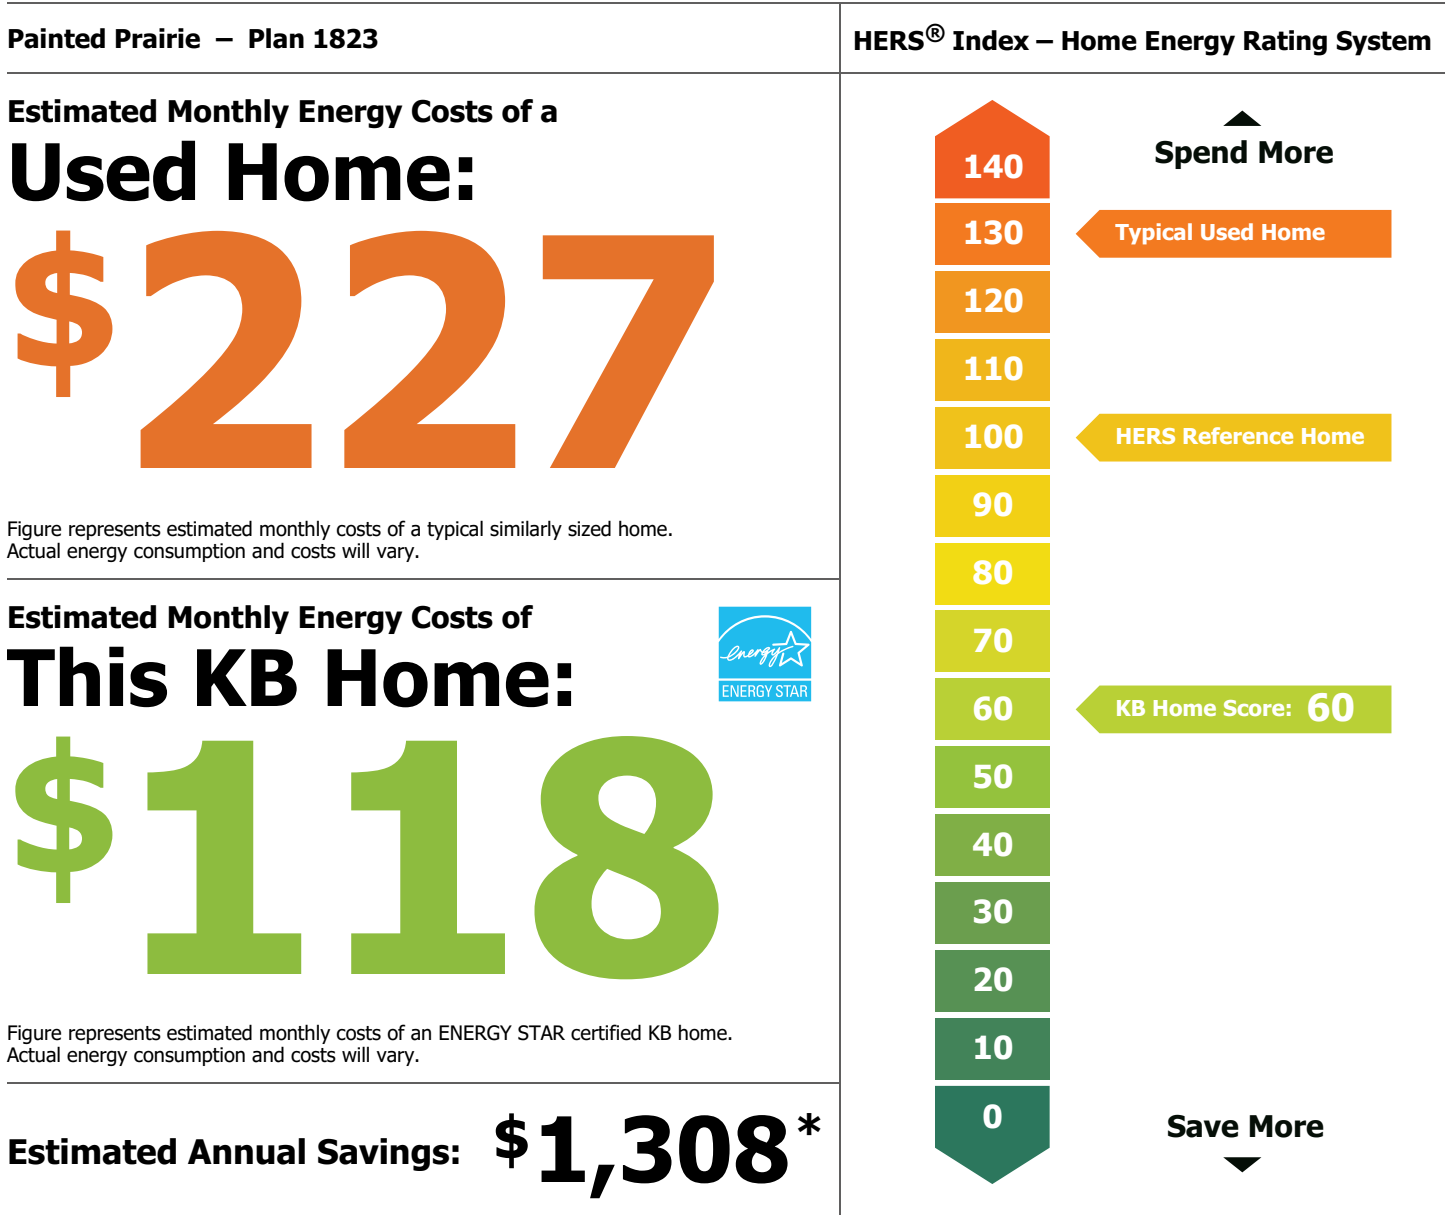 Painted Prairie – Plan 1823
Estimated Monthly Energy Costs of a
Used Home:
$227
Figure represents estimated monthly costs of a typical similarly sized home.
Actual energy consumption and costs will vary.
Estimated Monthly Energy Costs of
This KB Home:
energy
ENERGY STAR
$118
Figure represents estimated monthly costs of an ENERGY STAR certified KB home.
Actual energy consumption and costs will vary.
Estimated Annual Savings: $1,308*
HERS® Index – Home Energy Rating System
Spend More
140
130 Typical Used Home
120
110
100 HERS Reference Home
90
80
70
60 KB Home Score: 60
50
40
30
20
10
0
Save More